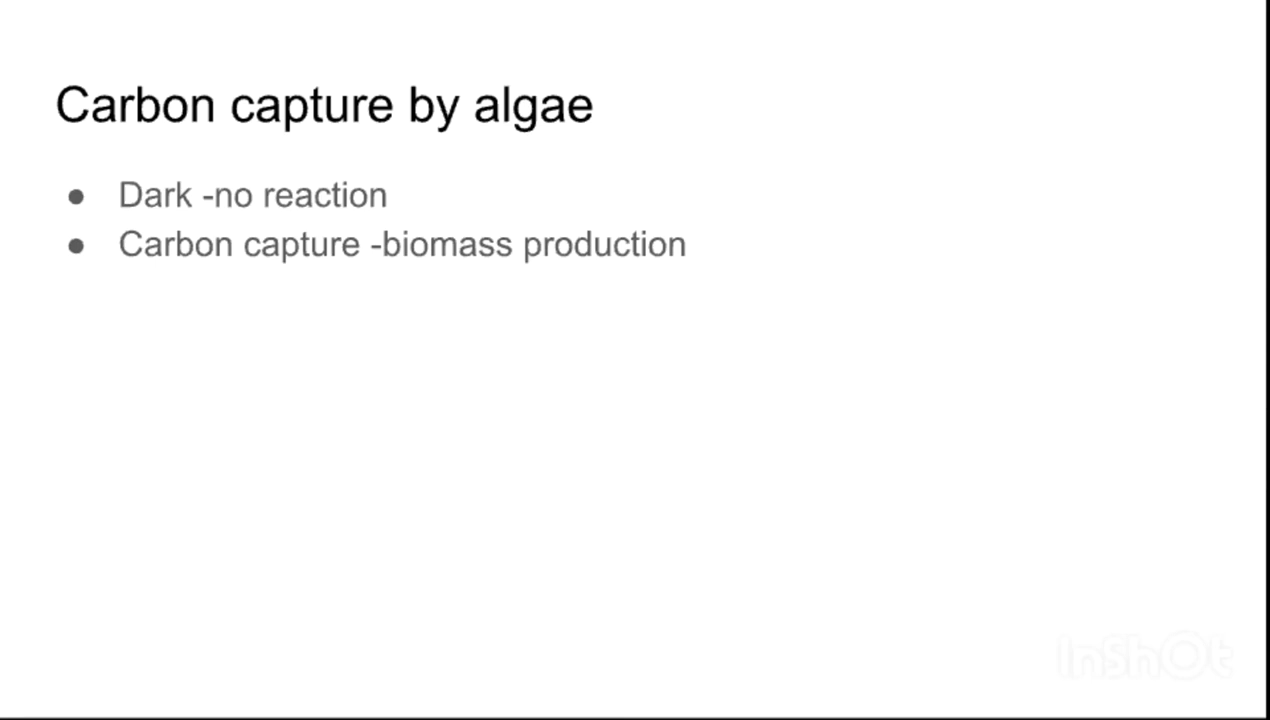 Carbon capture by algae
● Dark -no reaction
● Carbon capture -biomass production
InShOt